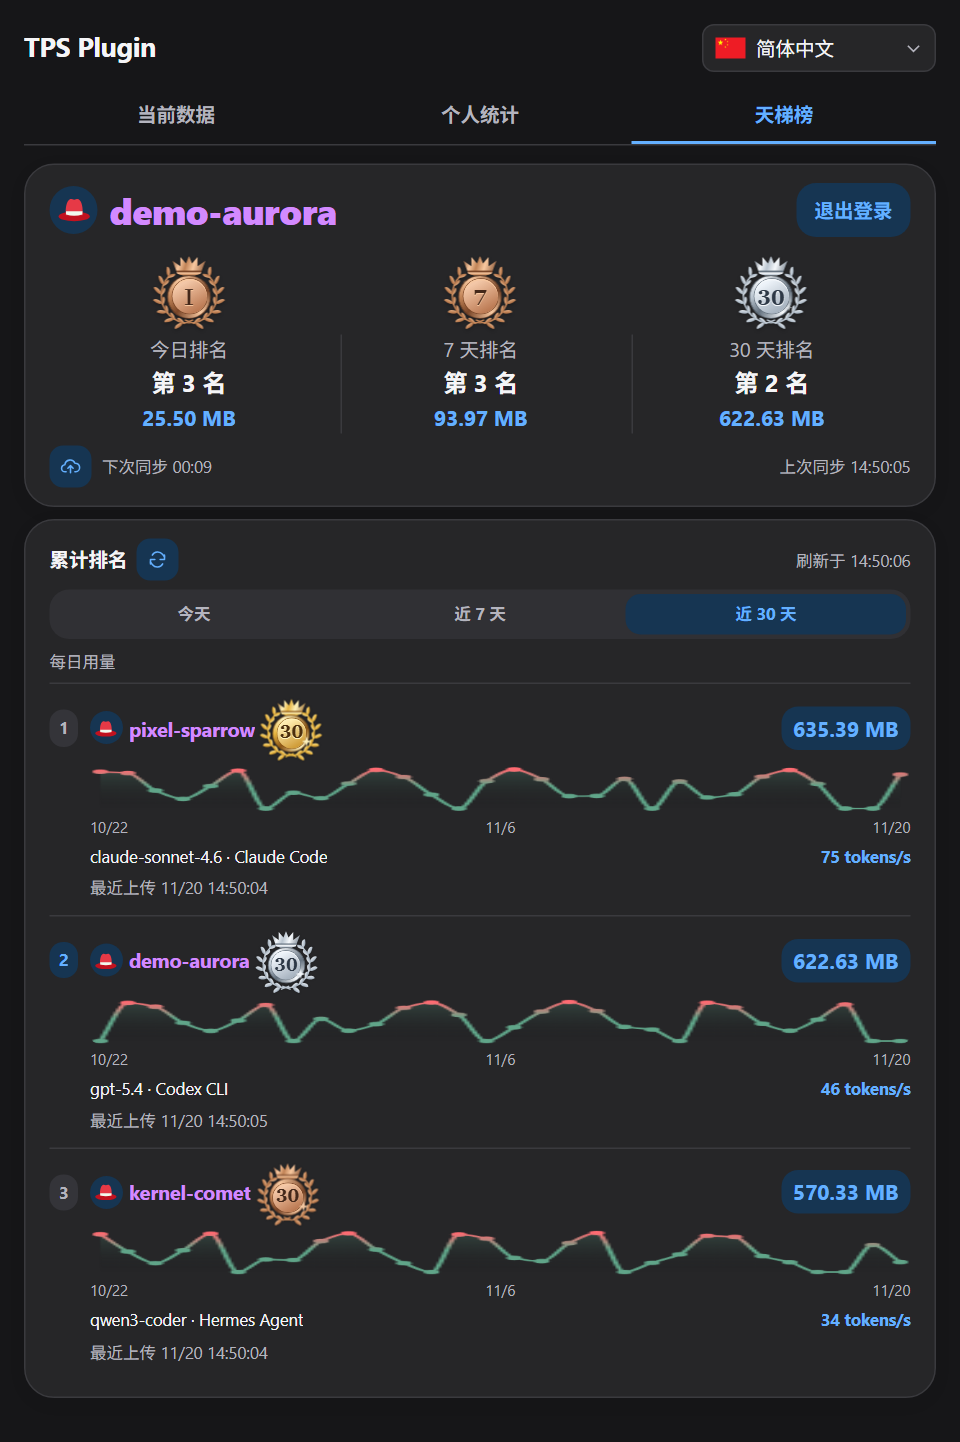 TPS Plugin
简体中文
当前数据 个人统计 天梯榜
demo-aurora
退出登录
I 7 30
今日排名 7 天排名 30 天排名
第 3 名 第 3 名 第 2 名
25.50 MB 93.97 MB 622.63 MB
下次同步 00:09 上次同步 14:50:05
累计排名 刷新于 14:50:06
今天 近 7 天 近 30 天
每日用量
1 pixel-sparrow 30 635.39 MB
10/22 11/6 11/20
claude-sonnet-4.6 · Claude Code 75 tokens/s
最近上传 11/20 14:50:04
2 demo-aurora 30 622.63 MB
10/22 11/6 11/20
gpt-5.4 · Codex CLI 46 tokens/s
最近上传 11/20 14:50:05
3 kernel-comet 30 570.33 MB
10/22 11/6 11/20
qwen3-coder · Hermes Agent 34 tokens/s
最近上传 11/20 14:50:04